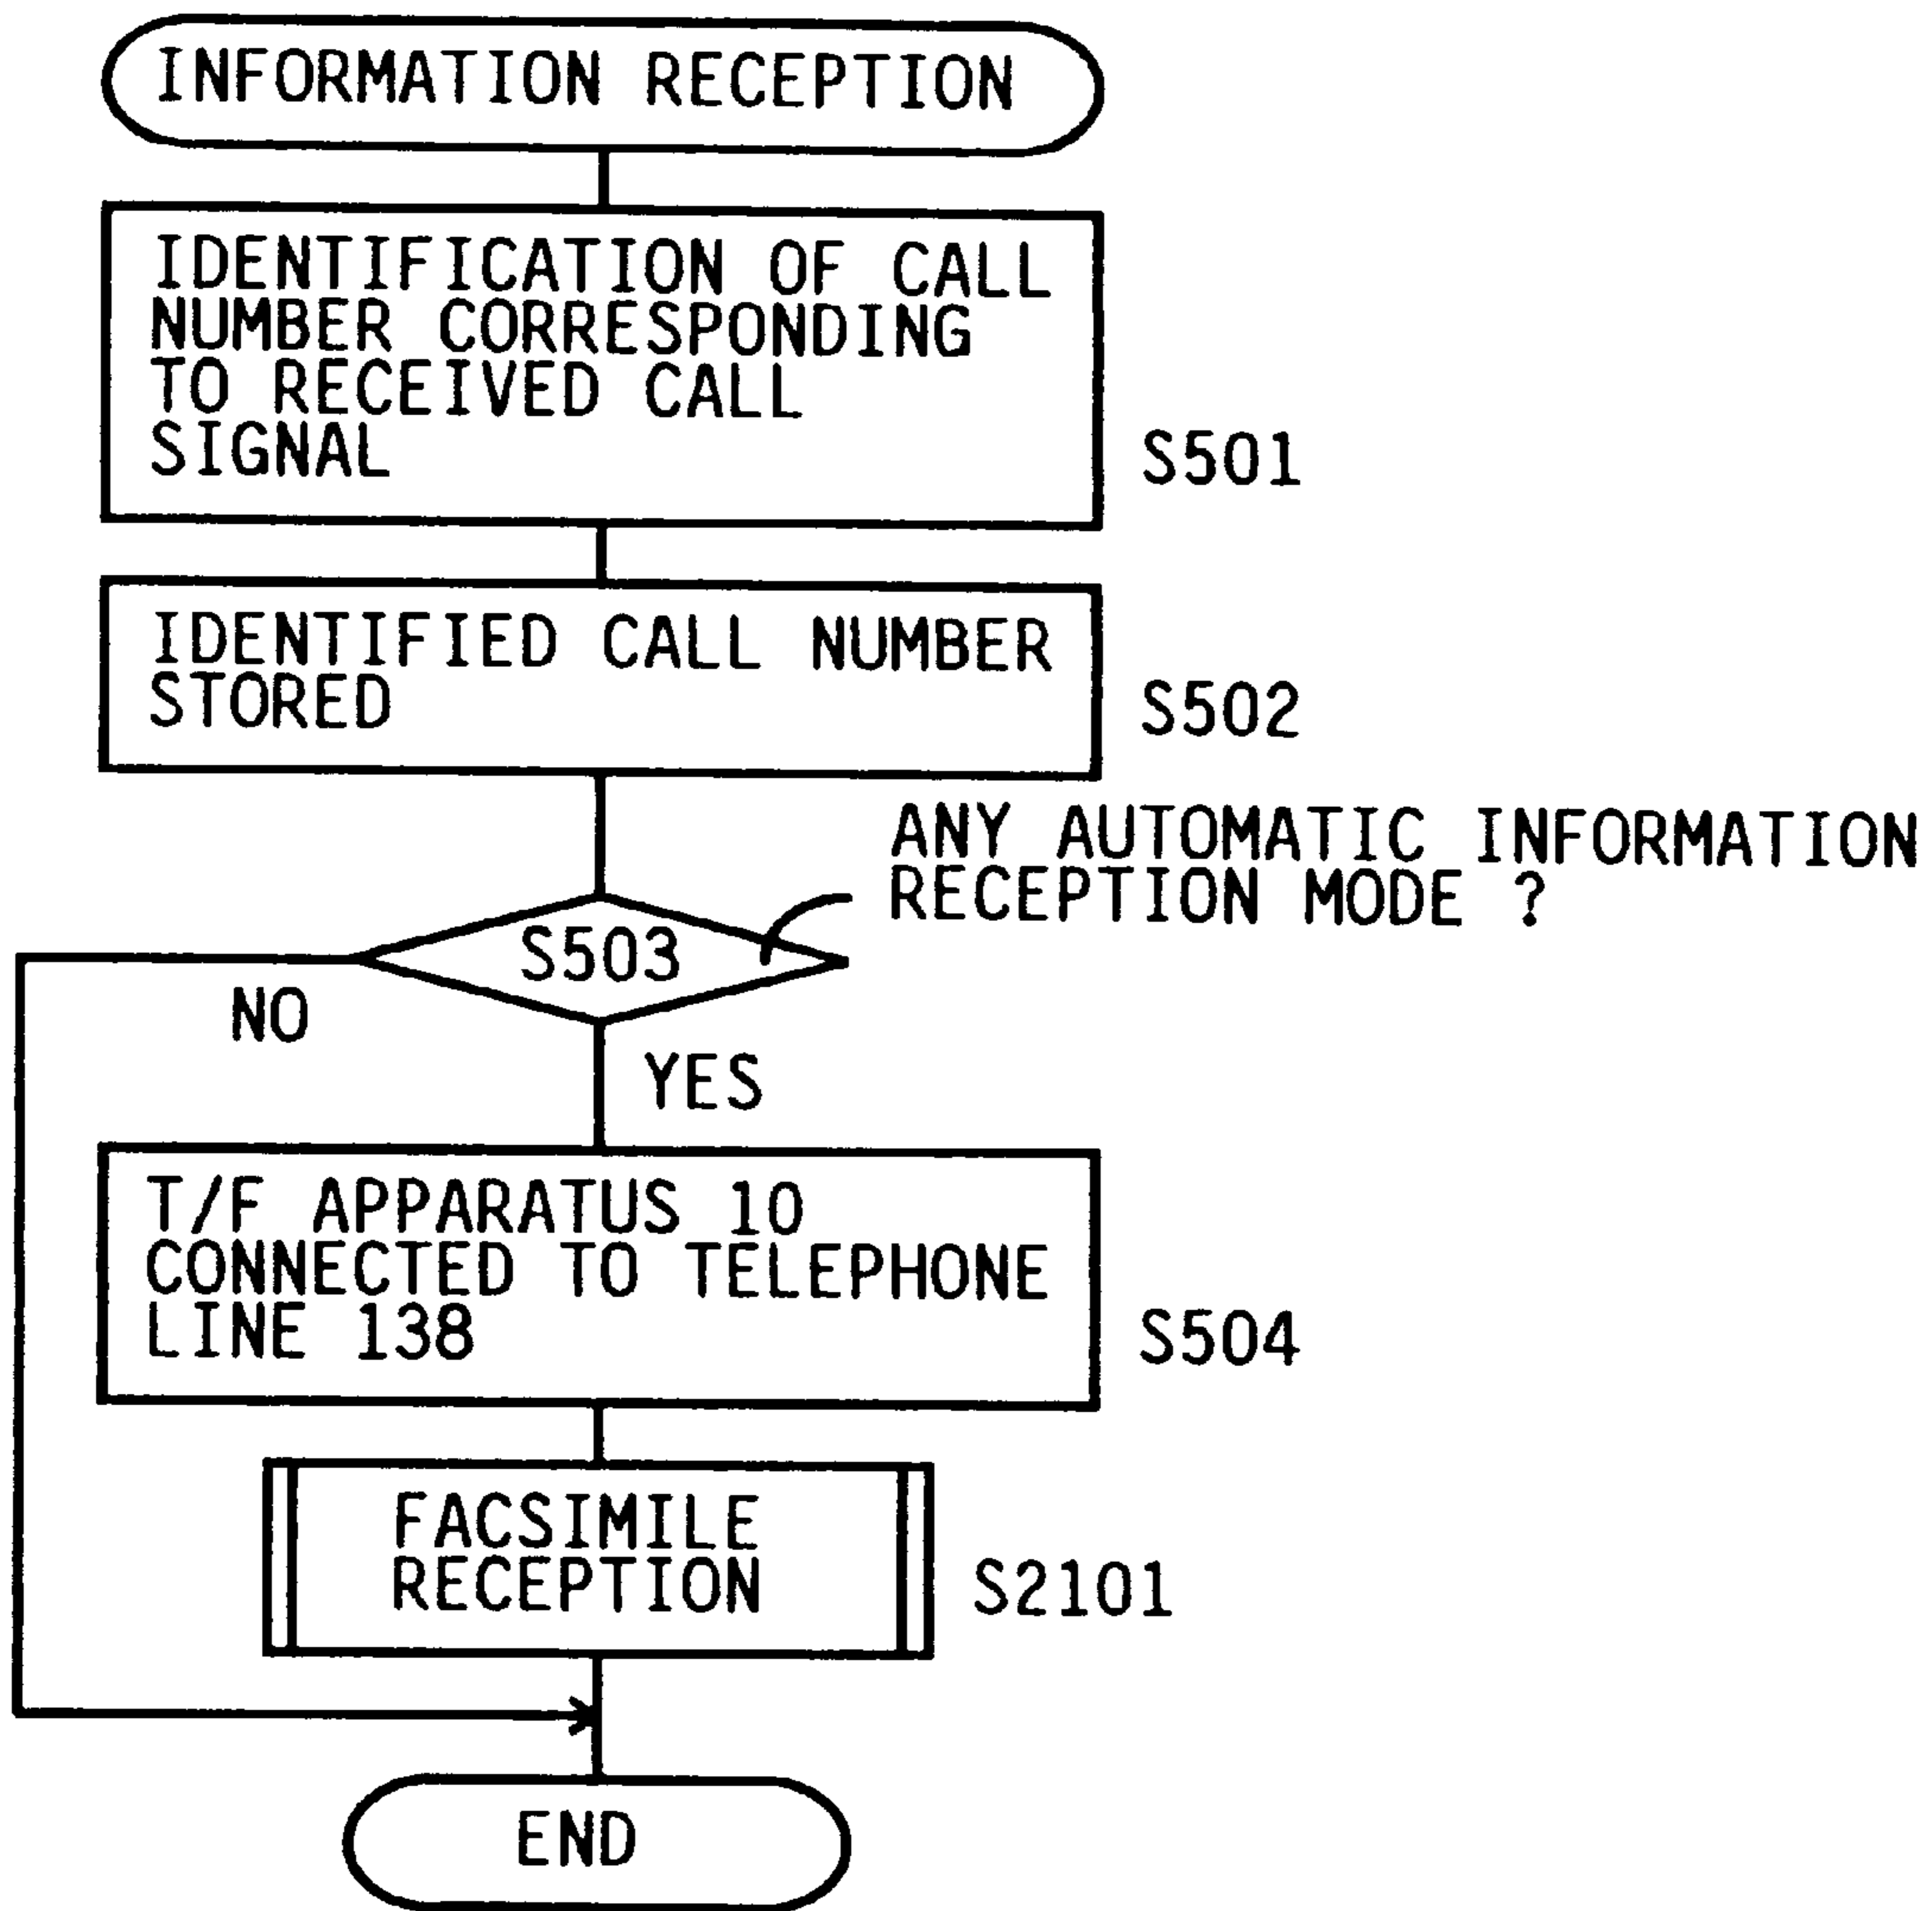 INFORMATION RECEPTION
IDENTIFICATION OF CALL
NUMBER CORRESPONDING
TO RECEIVED CALL
SIGNAL
S501
IDENTIFIED CALL NUMBER
STORED
S502
ANY AUTOMATIC INFORMATION
RECEPTION MODE ?
S503
NO
YES
T/F APPARATUS 10
CONNECTED TO TELEPHONE
LINE 138
S504
FACSIMILE
RECEPTION
S2101
END